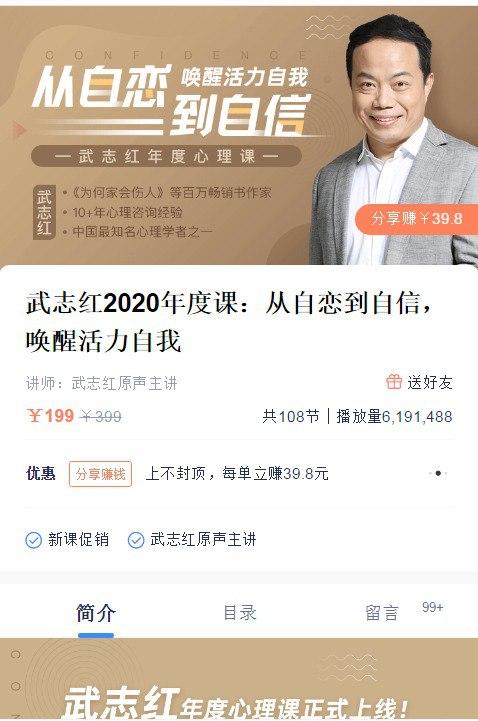 CONFIDENCE
从自恋 唤醒活力自我
到自信
武志红年度心理课
武志红
•《为何家会伤人》等百万畅销书作家
• 10+年心理咨询经验
• 中国最知名心理学者之一
分享赚￥39.8
武志红2020年度课：从自恋到自信，
唤醒活力自我
讲师：武志红原声主讲
送好友
￥199 ￥399
共108节｜播放量6,191,488
优惠 分享赚钱 上不封顶，每单立赚39.8元
新课促销 武志红原声主讲
简介 目录 留言 99+
C O N
武志红年度心理课正式上线！